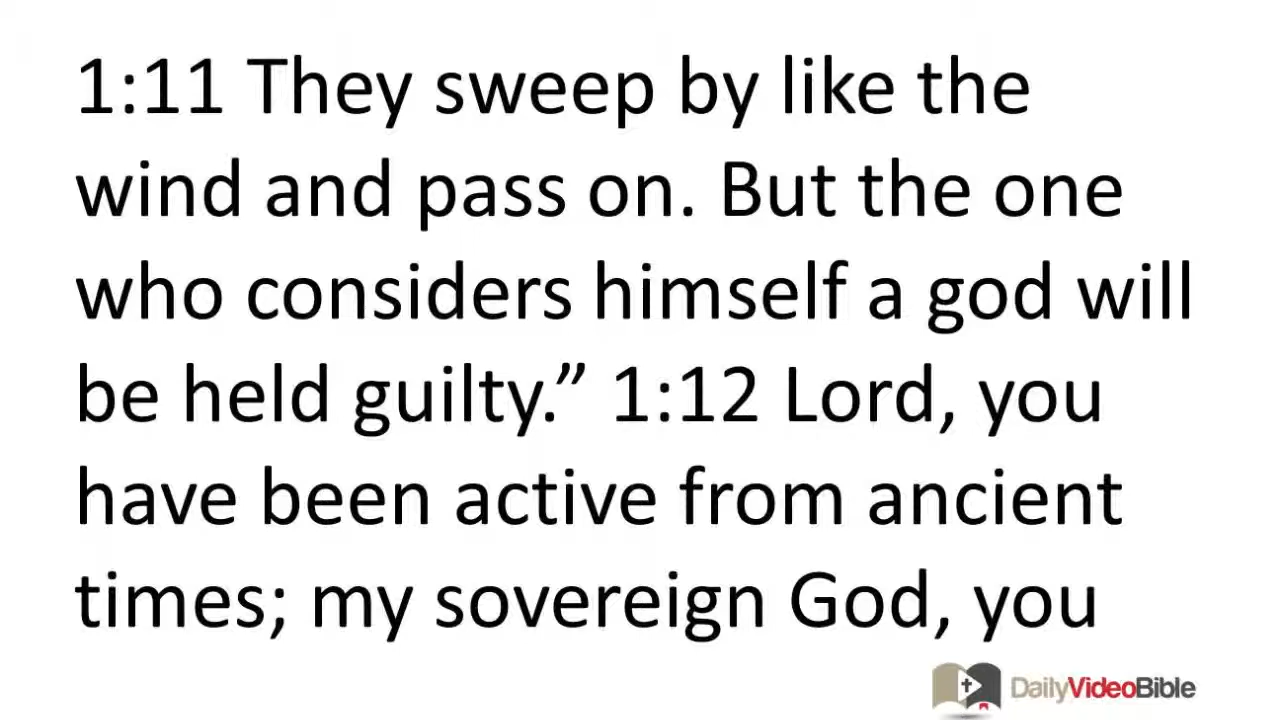 1:11 They sweep by like the
wind and pass on. But the one
who considers himself a god will
be held guilty.” 1:12 Lord, you
have been active from ancient
times; my sovereign God, you
DailyVideoBible